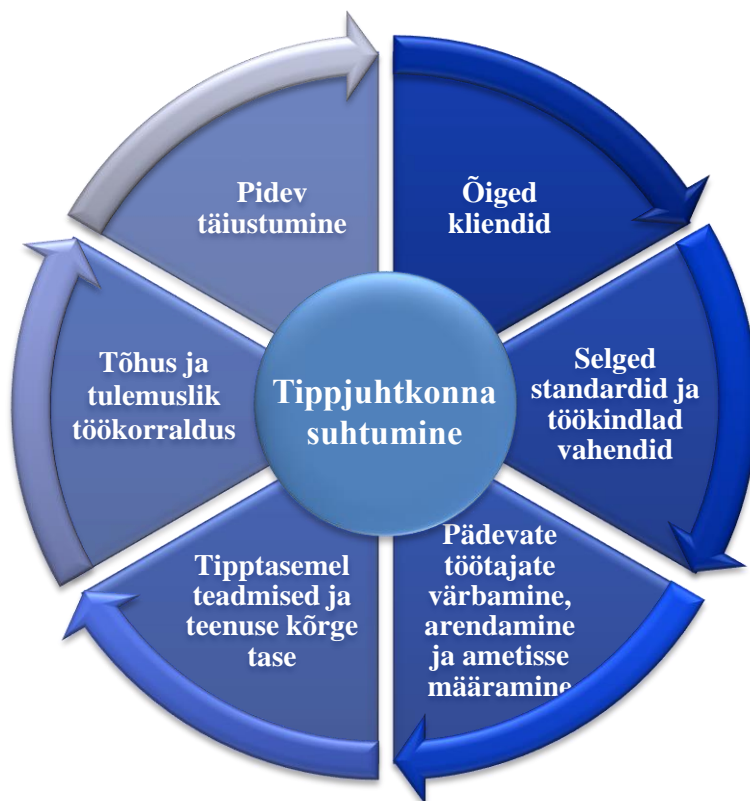 Pidev
täiustumine
Õiged
kliendid
Selged
standardid ja
töökindlad
vahendid
Pädevate
töötajate
värbamine,
arendamine
ja ametisse
määramine
Tipptasemel
teadmised ja
teenuse kõrge
tase
Tõhus ja
tulemuslik
töökorraldus
Tippjuhtkonna
suhtumine